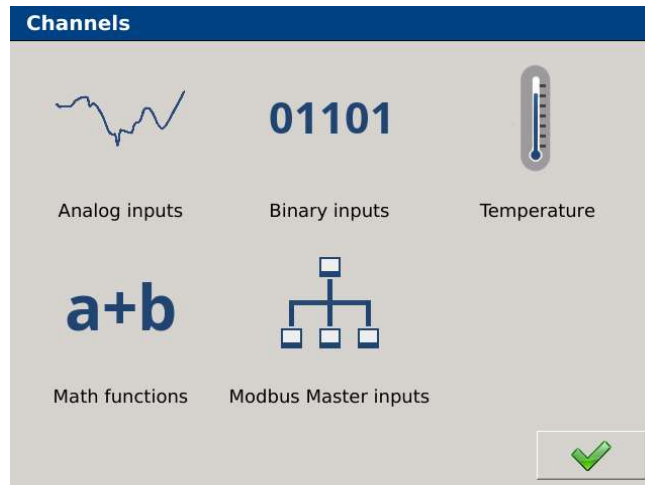 Channels
01101
Analog inputs
Binary inputs
Temperature
a+b
Math functions
Modbus Master inputs